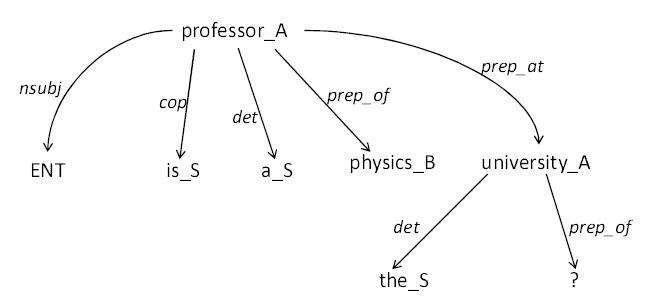 professor_A
nsubj
cop
det
prep_of
prep_at
ENT
is_S
a_S
physics_B
university_A
det
prep_of
the_S
?